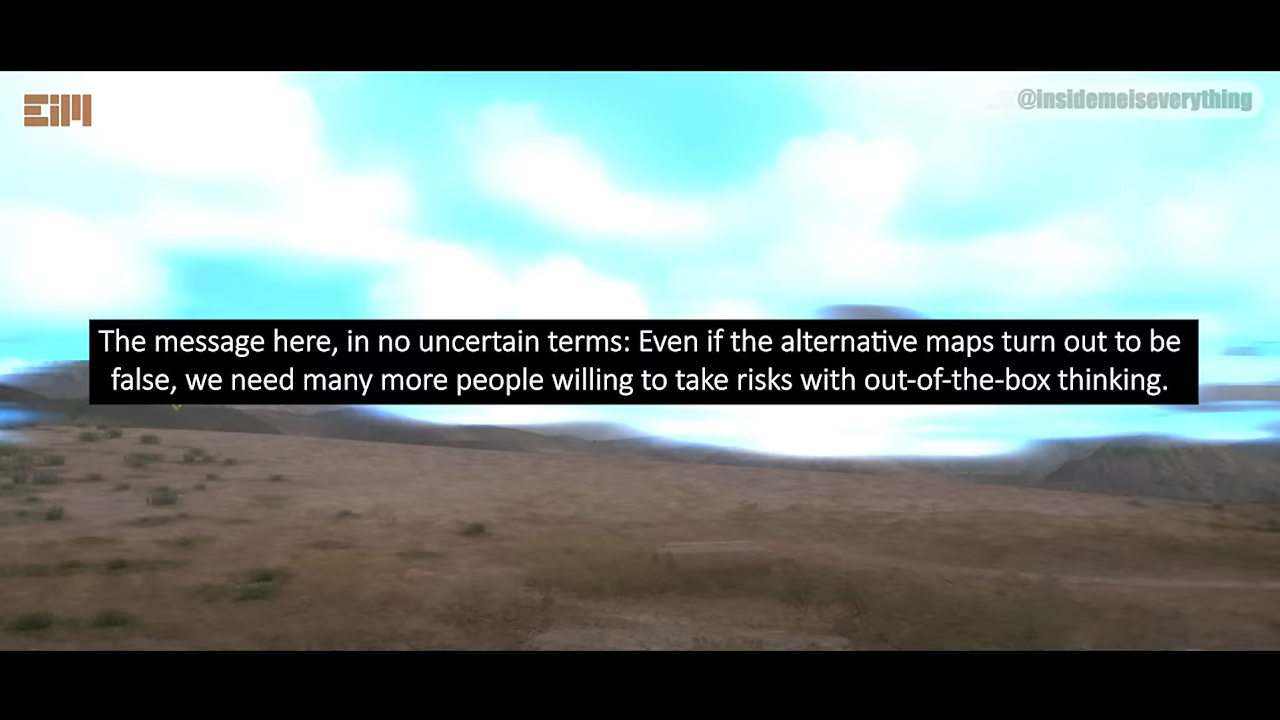 EiM
@insidemeiseverything
The message here, in no uncertain terms: Even if the alternative maps turn out to be
false, we need many more people willing to take risks with out-of-the-box thinking.